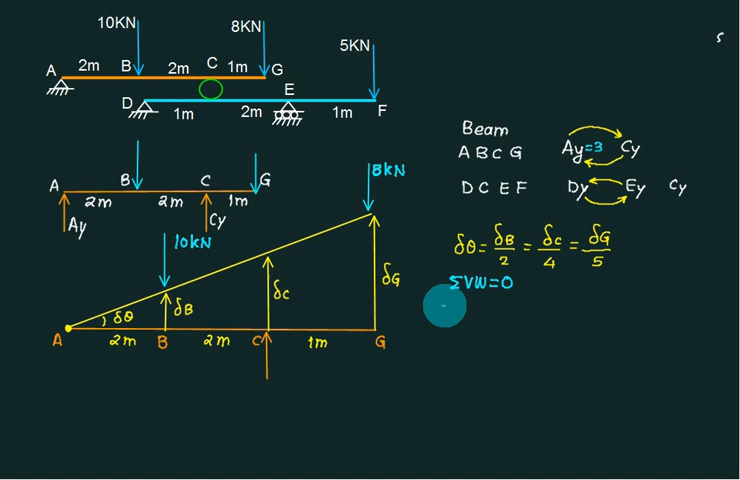 10KN 8KN 5KN
A 2m B 2m C 1m G
D 1m 2m E 1m F
A B C G
2m 2m 1m
Ay Cy
8kN
10kN
δθ δB δC δG
A 2m B 2m C 1m G
Beam
A B C G Ay=3 Cy
D C E F Dy Ey Cy
δθ = δB/2 = δC/4 = δG/5
ΣVW=0